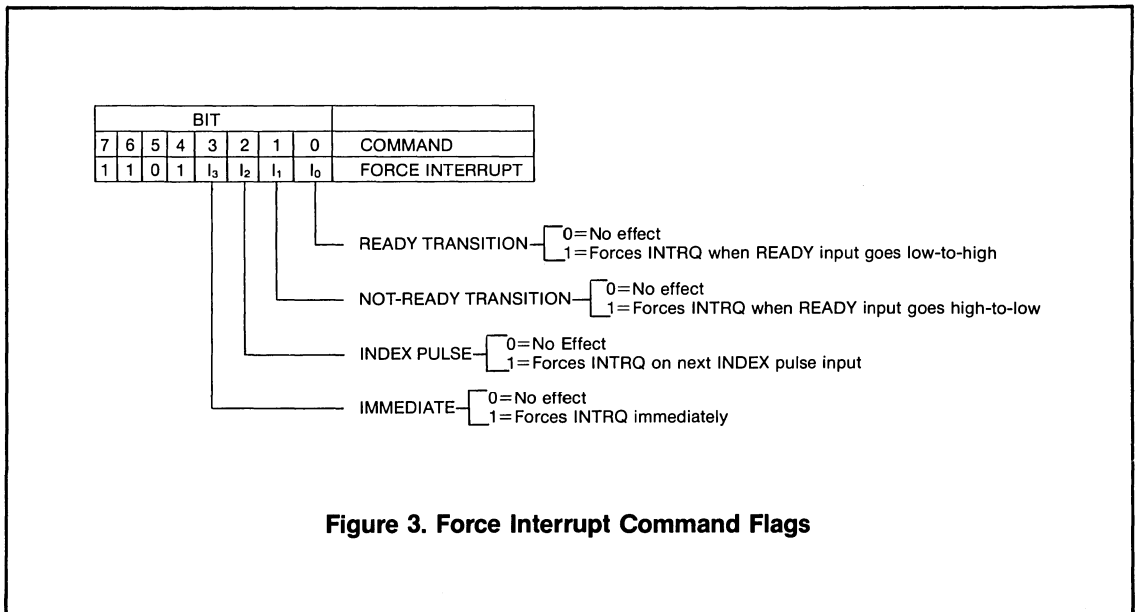 BIT
7 6 5 4 3 2 1 0 COMMAND
1 1 0 1 I₃ I₂ I₁ I₀ FORCE INTERRUPT
READY TRANSITION 0=No effect
1=Forces INTRQ when READY input goes low-to-high
NOT-READY TRANSITION 0=No effect
1=Forces INTRQ when READY input goes high-to-low
INDEX PULSE 0=No Effect
1=Forces INTRQ on next INDEX pulse input
IMMEDIATE 0=No effect
1=Forces INTRQ immediately
Figure 3. Force Interrupt Command Flags